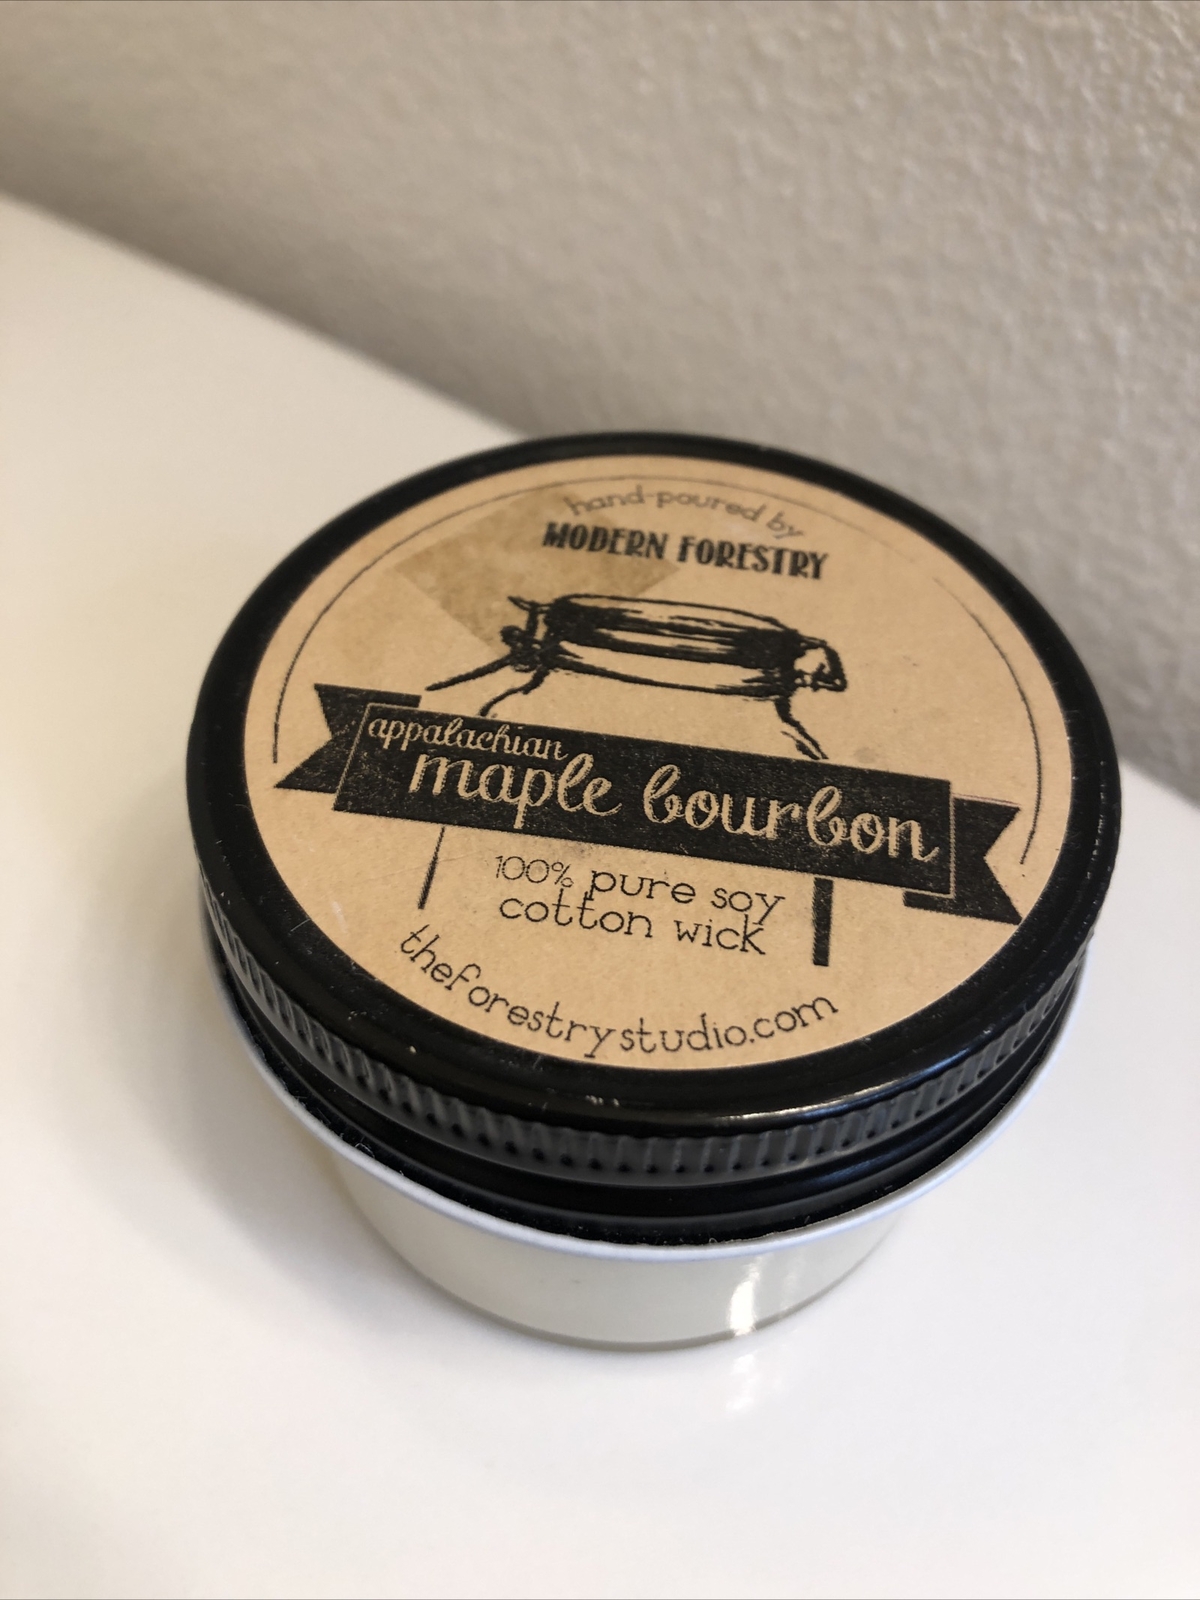 hand-poured by
MODERN FORESTRY
appalachian
maple bourbon
100% pure soy
cotton wick
theforestrystudio.com